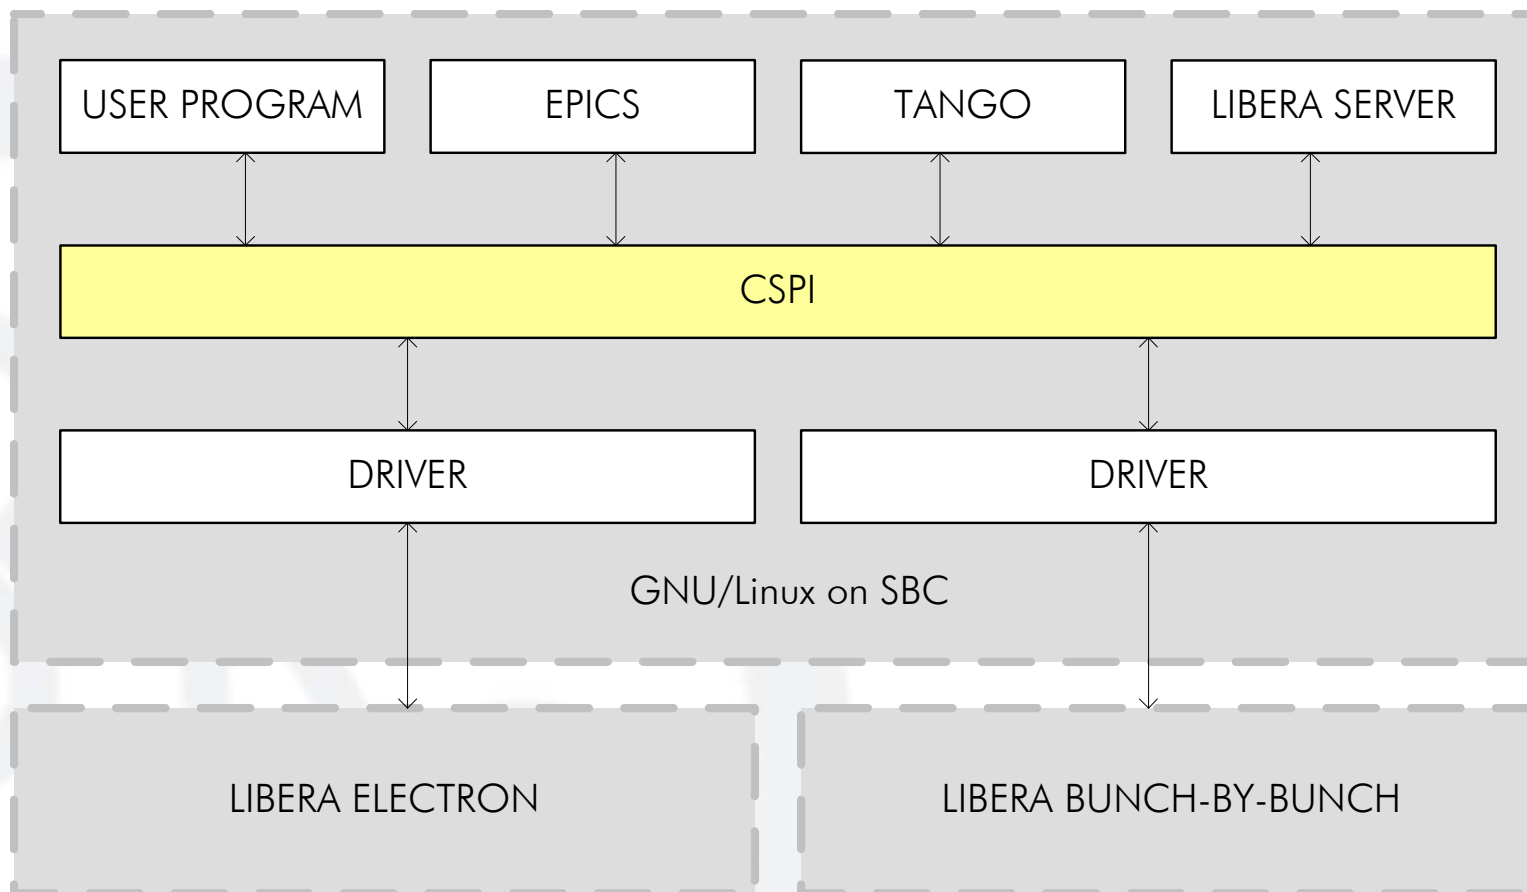 USER PROGRAM
EPICS
TANGO
LIBERA SERVER
CSPI
DRIVER
DRIVER
GNU/Linux on SBC
LIBERA ELECTRON
LIBERA BUNCH-BY-BUNCH